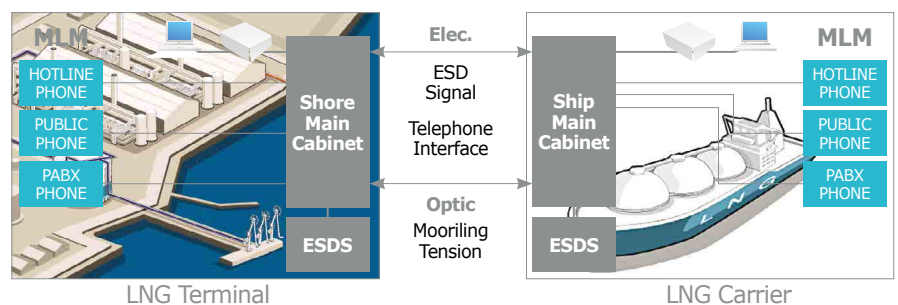 MLM
HOTLINE
PHONE
PUBLIC
PHONE
PABX
PHONE
Shore
Main
Cabinet
ESDS
LNG Terminal
Elec.
ESD
Signal
Telephone
Interface
Optic
Mooriling
Tension
Ship
Main
Cabinet
ESDS
L N G
MLM
HOTLINE
PHONE
PUBLIC
PHONE
PABX
PHONE
LNG Carrier